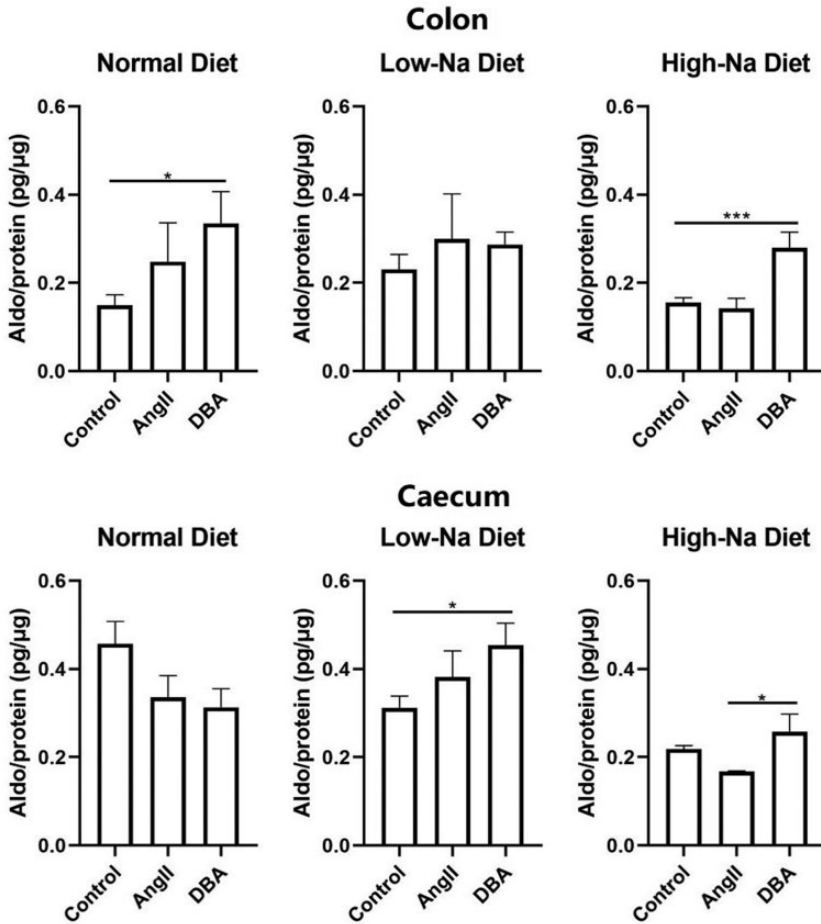 Colon
Normal Diet
Low-Na Diet
High-Na Diet
Aldo/protein (pg/µg)
0.6
0.4
0.2
0.0
*
Control
AngII
DBA
Aldo/protein (pg/µg)
0.6
0.4
0.2
0.0
Control
AngII
DBA
Aldo/protein (pg/µg)
0.6
0.4
0.2
0.0
***
Control
AngII
DBA
Caecum
Normal Diet
Low-Na Diet
High-Na Diet
Aldo/protein (pg/µg)
0.6
0.4
0.2
0.0
Control
AngII
DBA
Aldo/protein (pg/µg)
0.6
0.4
0.2
0.0
*
Control
AngII
DBA
Aldo/protein (pg/µg)
0.6
0.4
0.2
0.0
*
Control
AngII
DBA